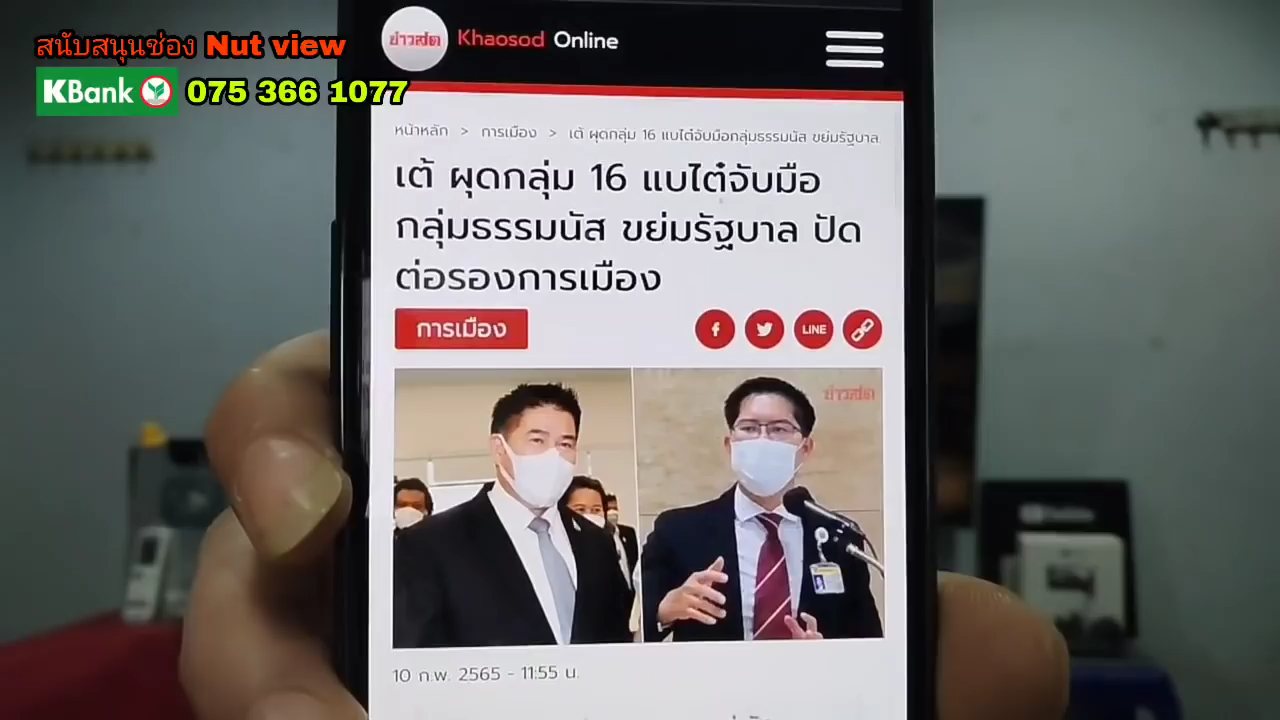 สนับสนุนช่อง Nut view
KBank 075 366 1077
ข่าวสด Khaosod Online
หน้าหลัก > การเมือง > เต้ ผุดกลุ่ม 16 แบไต๋จับมือกลุ่มธรรมนัส ขย่มรัฐบาล
เต้ ผุดกลุ่ม 16 แบไต๋จับมือ
กลุ่มธรรมนัส ขย่มรัฐบาล ปัด
ต่อรองการเมือง
การเมือง
LINE
ข่าวสด
10 ก.พ. 2565 - 11:55 น.